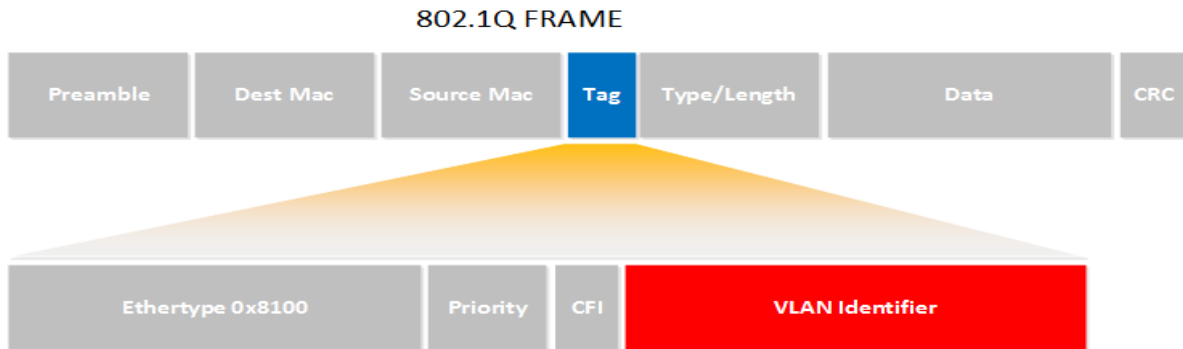 802.1Q FRAME
Preamble Dest Mac Source Mac Tag Type/Length Data CRC
Ethertype 0x8100 Priority CFI VLAN Identifier